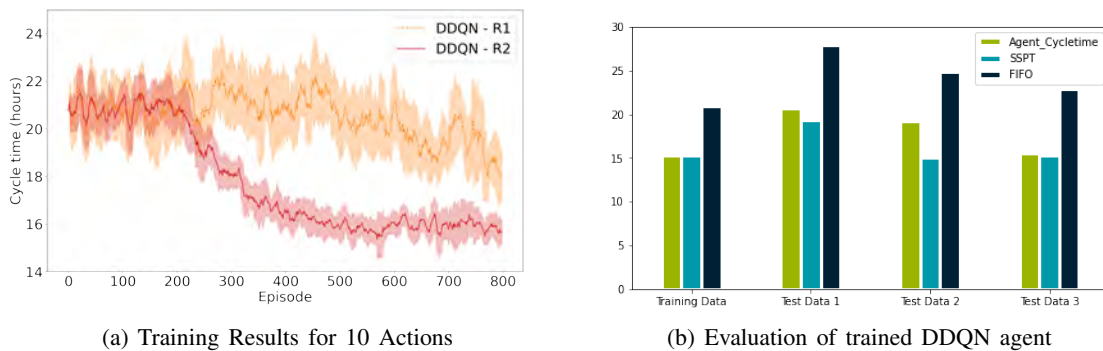 24
22
20
18
16
14
Cycle time (hours)
DDQN - R1
DDQN - R2
0 100 200 300 400 500 600 700 800
Episode
(a) Training Results for 10 Actions
30
25
20
15
10
5
0
Agent_Cycletime
SSPT
FIFO
Training Data Test Data 1 Test Data 2 Test Data 3
(b) Evaluation of trained DDQN agent